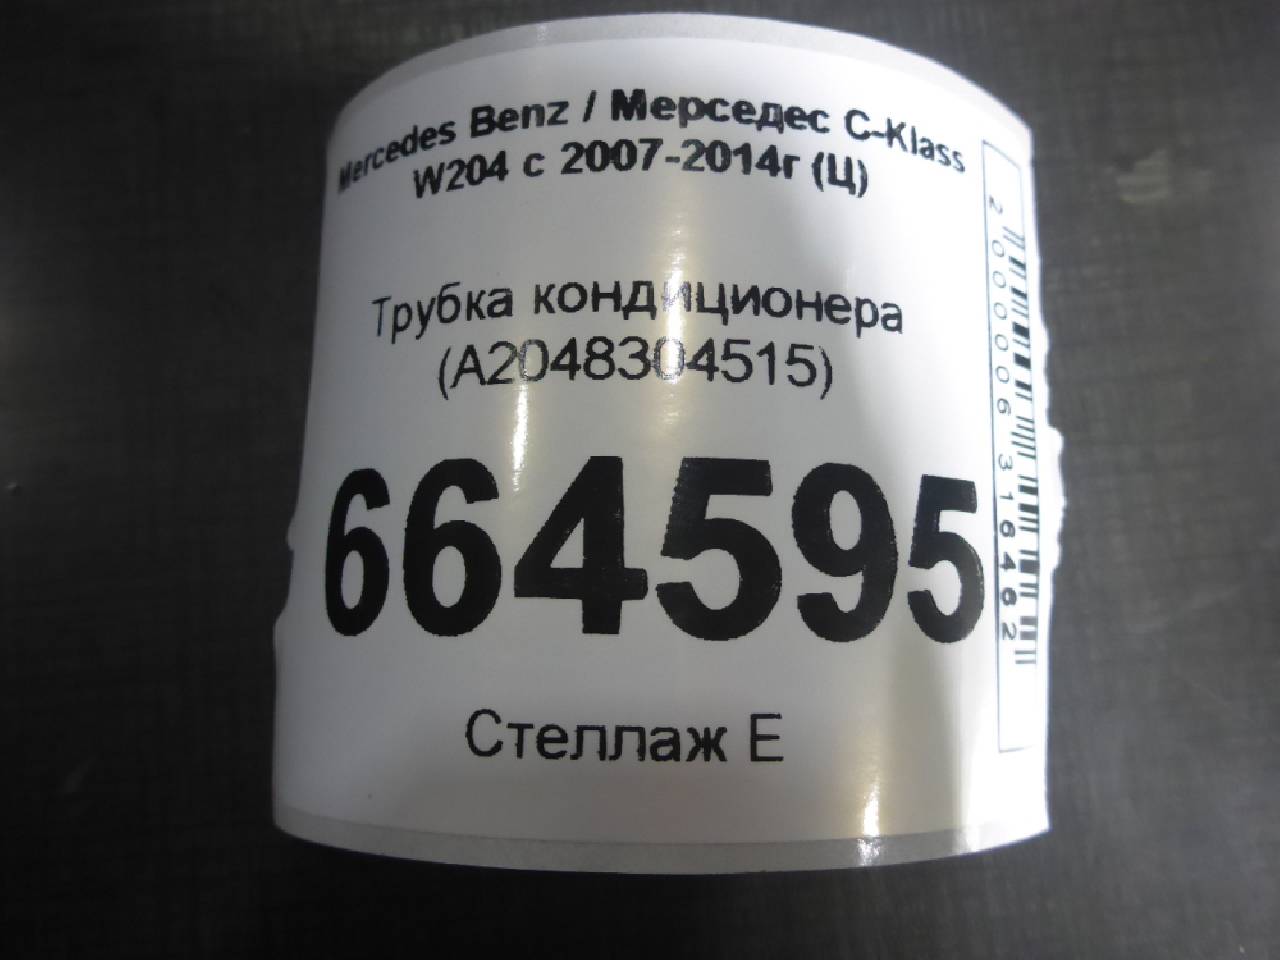 Mercedes Benz / Мерседес C-Klass
W204 с 2007-2014г (Ц)
Трубка кондиционера
(A2048304515)
664595
Стеллаж E
2000006316462